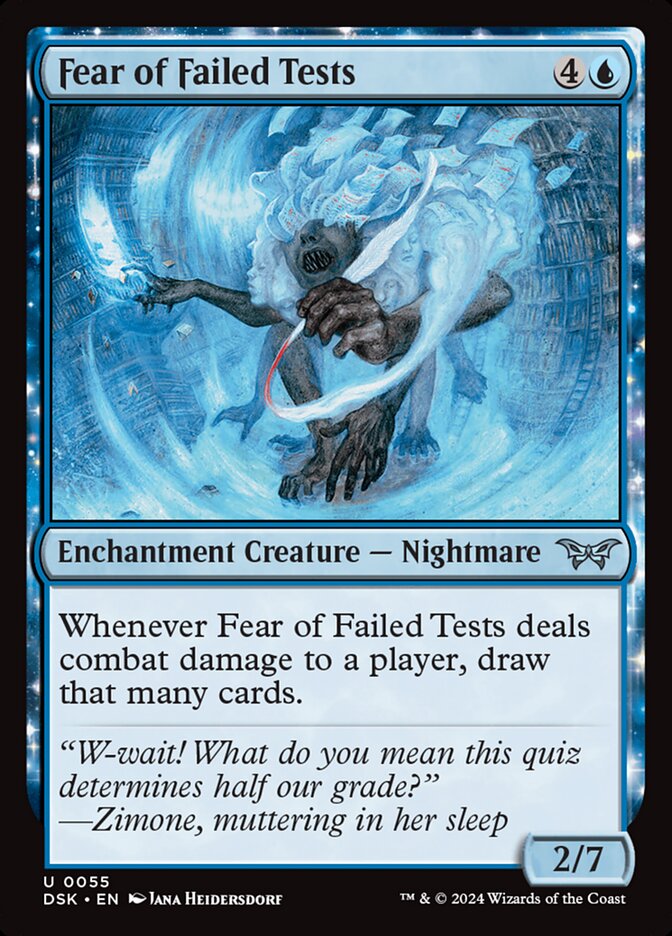 Fear of Failed Tests 4
Enchantment Creature — Nightmare
Whenever Fear of Failed Tests deals
combat damage to a player, draw
that many cards.
“W-wait! What do you mean this quiz
determines half our grade?”
—Zimone, muttering in her sleep
2/7
U 0055
DSK • EN Jana Heidersdorf
™ & © 2024 Wizards of the Coast